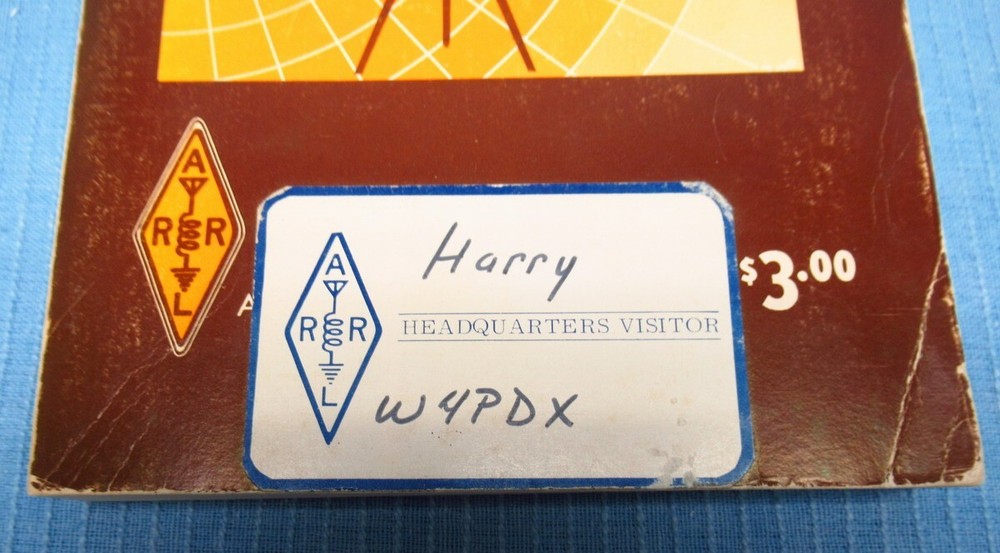 A
R R
L
A
$3.00
Harry
A
R R
L
HEADQUARTERS VISITOR
W4PDX